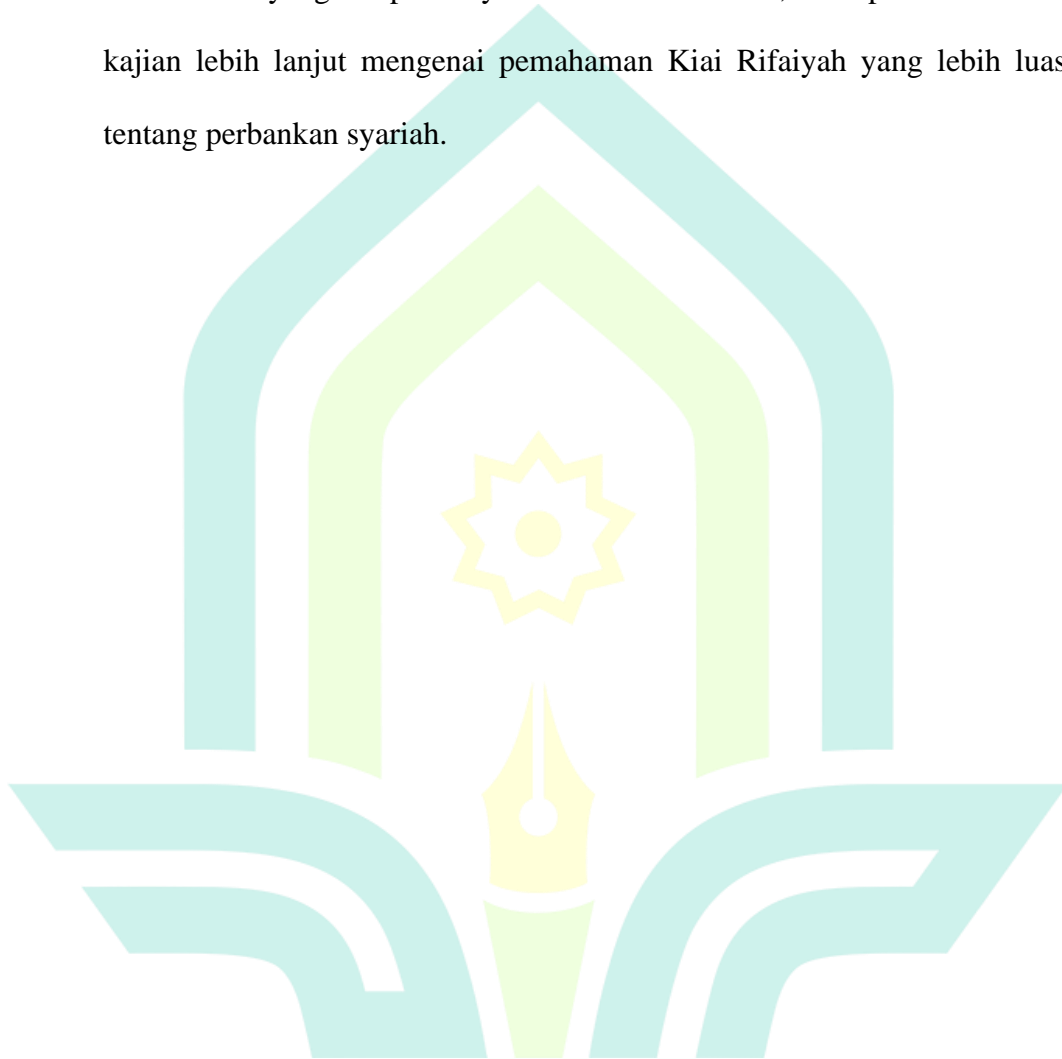 kajian lebih lanjut mengenai pemahaman Kiai Rifaiyah yang lebih luas
tentang perbankan syariah.